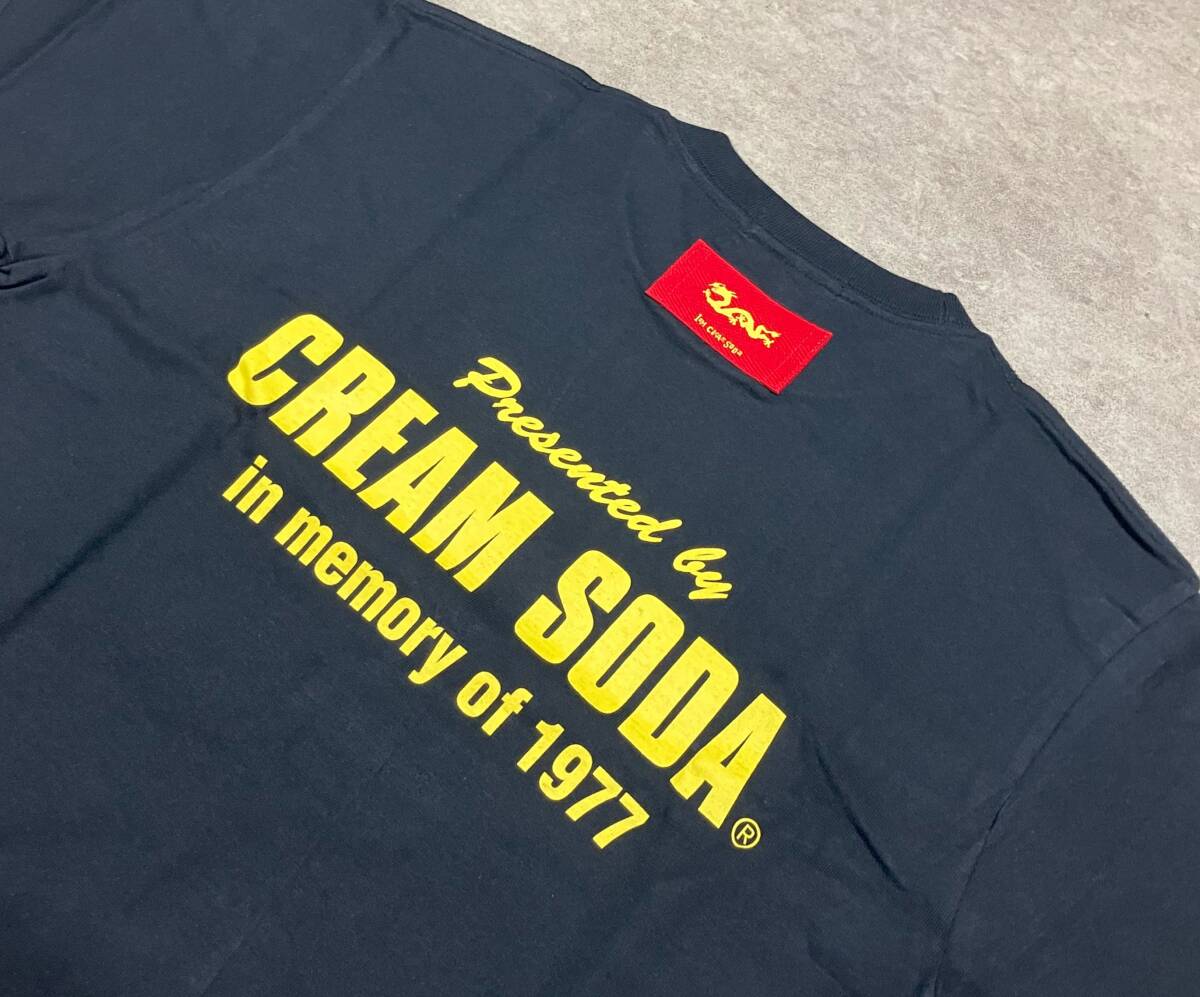 Presented by
CREAM SODA®
in memory of 1977